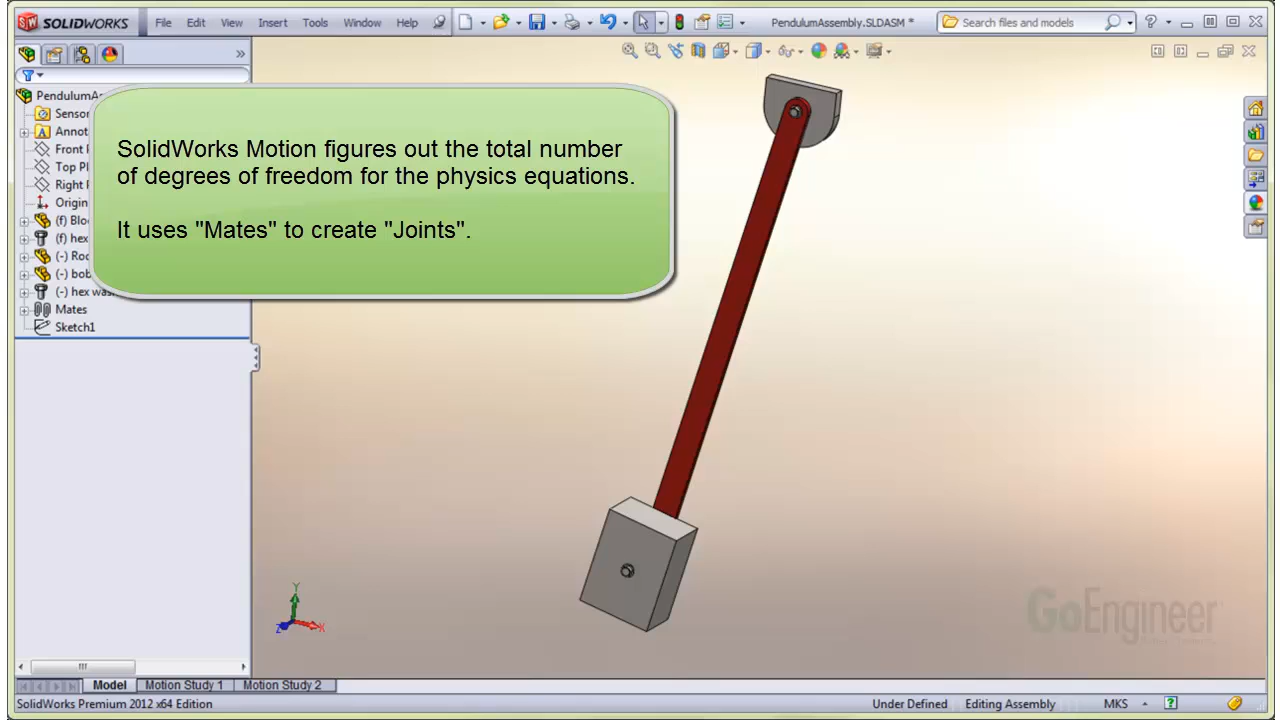 SW SOLIDWORKS File Edit View Insert Tools Window Help PendulumAssembly.SLDASM * Search files and models
PendulumAs
Sensor
Annot
Front P
Top Pl
Right P
Origin
(f) Bloc
(f) hex
(-) Roc
(-) bob
(-) hex was
Mates
Sketch1
SolidWorks Motion figures out the total number
of degrees of freedom for the physics equations.
It uses "Mates" to create "Joints".
Y
Z X
GoEngineer
Model Motion Study 1 Motion Study 2
SolidWorks Premium 2012 x64 Edition Under Defined Editing Assembly MKS